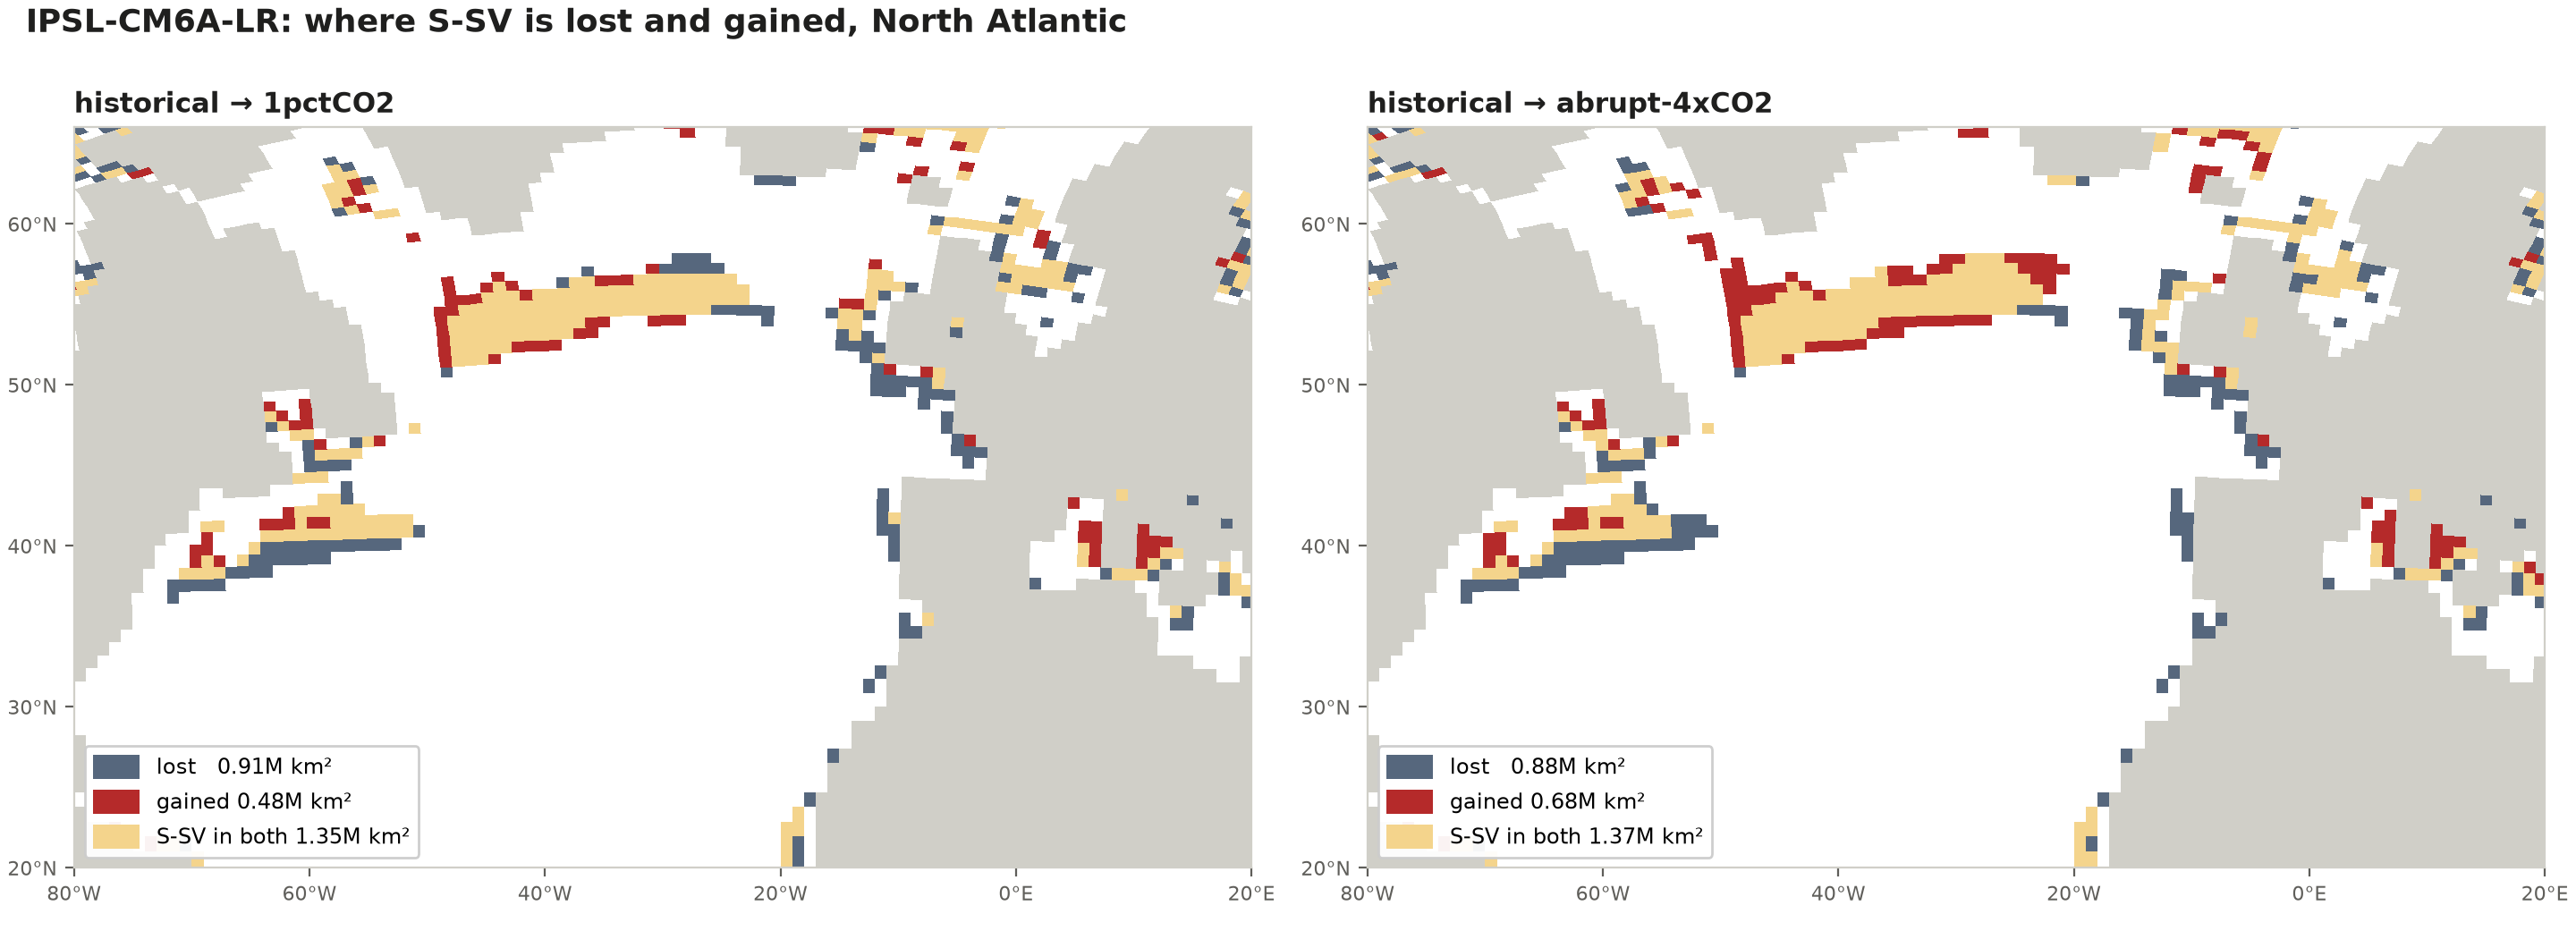 IPSL-CM6A-LR: where S-SV is lost and gained, North Atlantic
historical → 1pctCO2
60°N
50°N
40°N
30°N
20°N
80°W
60°W
40°W
20°W
0°E
20°E
lost 0.91M km²
gained 0.48M km²
S-SV in both 1.35M km²
historical → abrupt-4xCO2
60°N
50°N
40°N
30°N
20°N
80°W
60°W
40°W
20°W
0°E
20°E
lost 0.88M km²
gained 0.68M km²
S-SV in both 1.37M km²